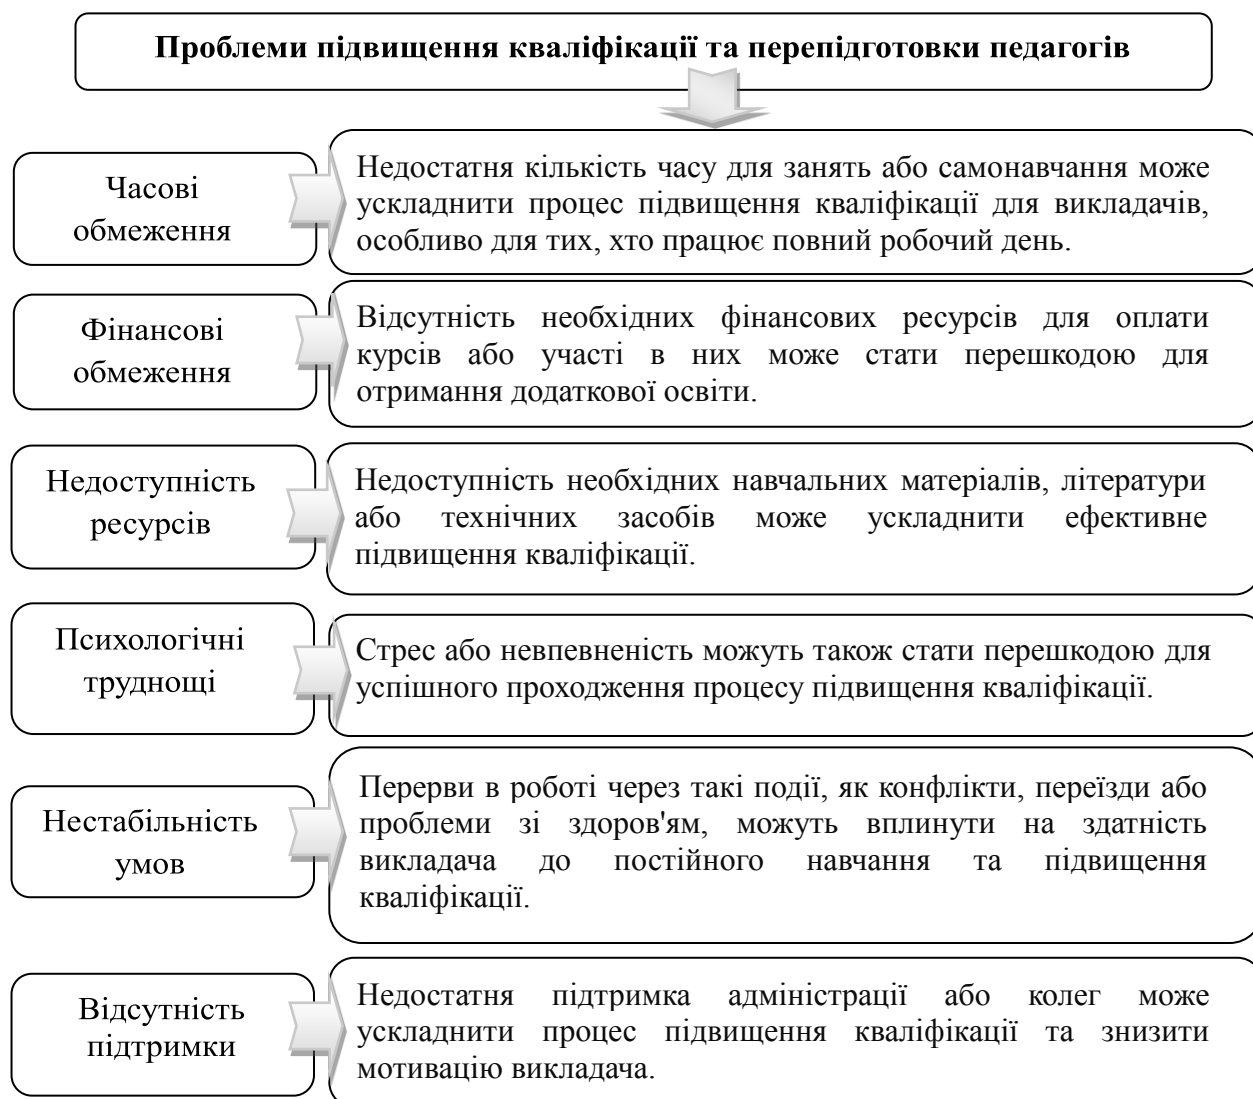 Проблеми підвищення кваліфікації та перепідготовки педагогів
Часові
обмеження
Недостатня кількість часу для занять або самонавчання може
ускладнити процес підвищення кваліфікації для викладачів,
особливо для тих, хто працює повний робочий день.
Фінансові
обмеження
Відсутність необхідних фінансових ресурсів для оплати
курсів або участі в них може стати перешкодою для
отримання додаткової освіти.
Недоступність
ресурсів
Недоступність необхідних навчальних матеріалів, літератури
або технічних засобів може ускладнити ефективне
підвищення кваліфікації.
Психологічні
труднощі
Стрес або невпевненість можуть також стати перешкодою для
успішного проходження процесу підвищення кваліфікації.
Нестабільність
умов
Перерви в роботі через такі події, як конфлікти, переїзди або
проблеми зі здоров'ям, можуть вплинути на здатність
викладача до постійного навчання та підвищення
кваліфікації.
Відсутність
підтримки
Недостатня підтримка адміністрації або колег може
ускладнити процес підвищення кваліфікації та знизити
мотивацію викладача.